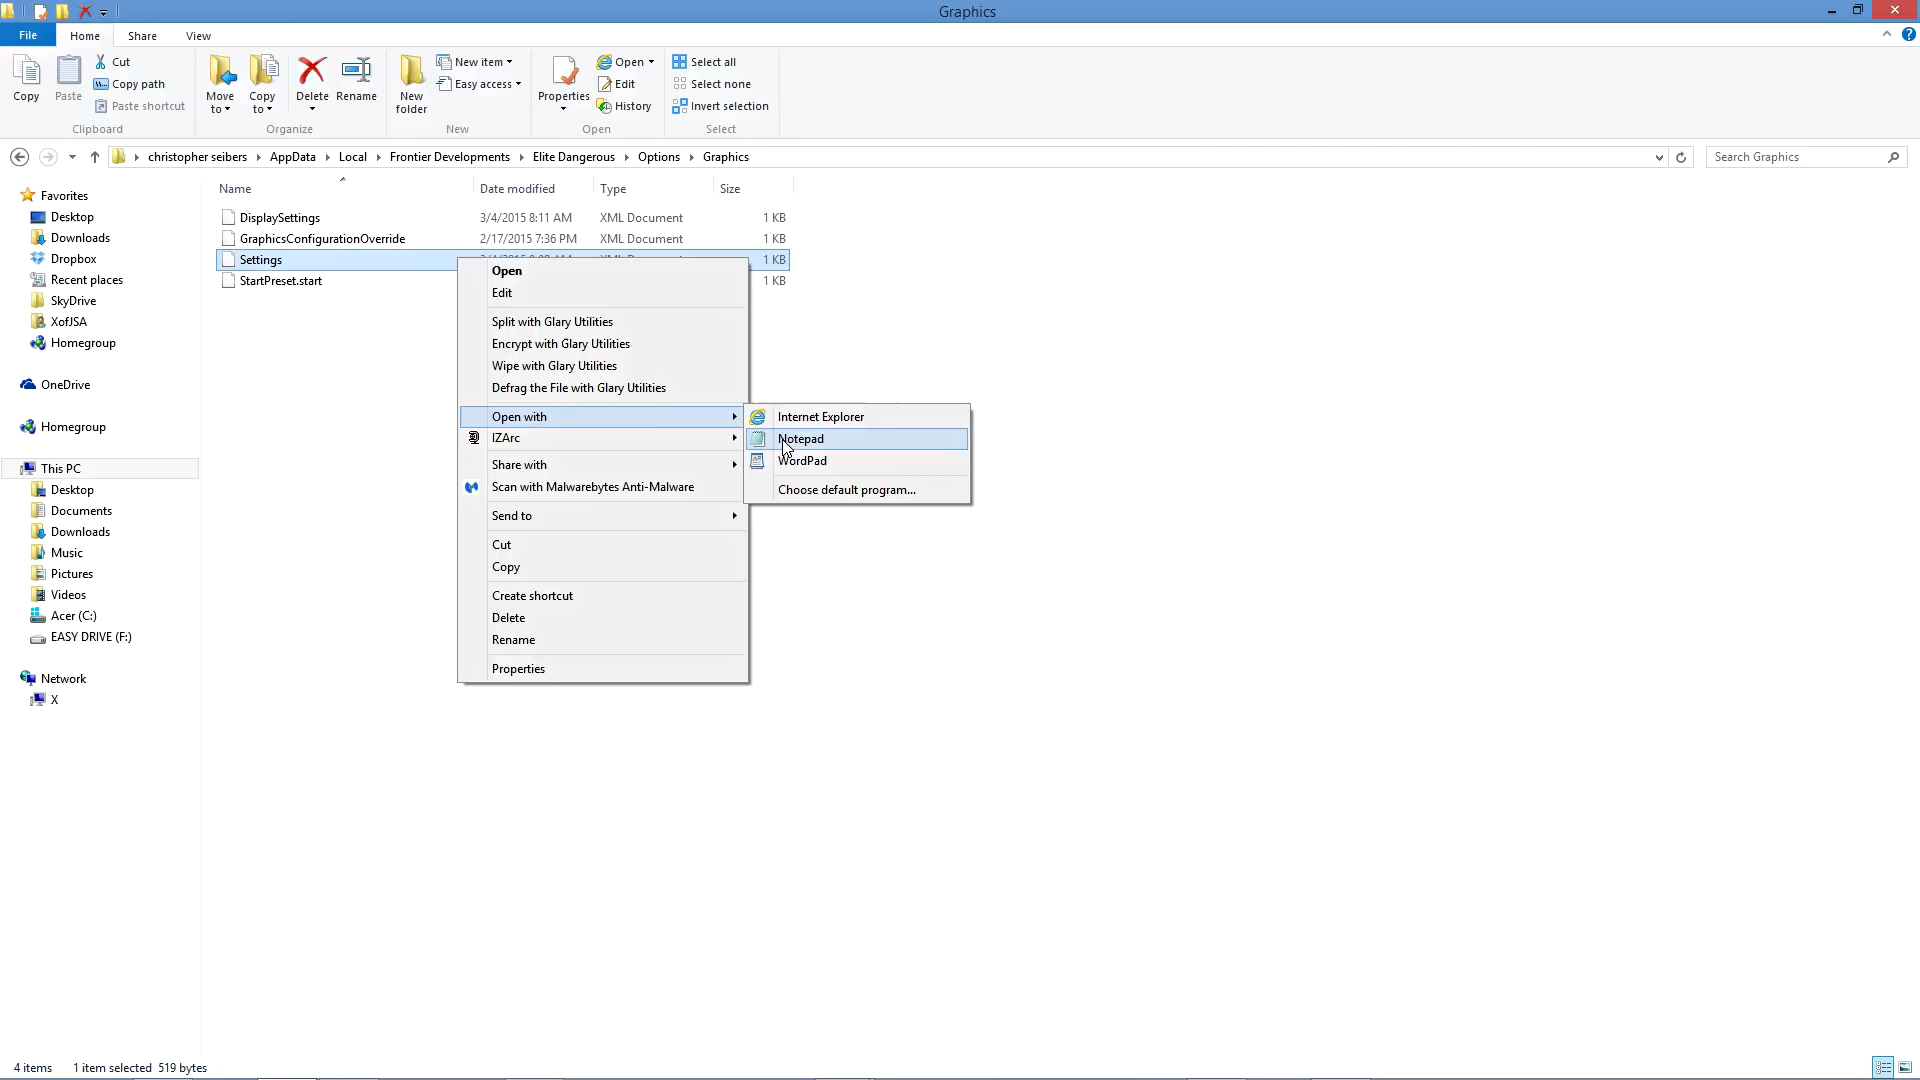 Graphics
File Home Share View
Copy
Paste
Cut
Copy path
Paste shortcut
Clipboard
Move to
Copy to
Delete
Rename
Organize
New folder
New item
Easy access
New
Properties
Open
Edit
History
Open
Select all
Select none
Invert selection
Select
christopher seibers AppData Local Frontier Developments Elite Dangerous Options Graphics
Search Graphics
Name Date modified Type Size
DisplaySettings 3/4/2015 8:11 AM XML Document 1 KB
GraphicsConfigurationOverride 2/17/2015 7:36 PM XML Document 1 KB
Settings 1 KB
StartPreset.start 1 KB
Favorites
Desktop
Downloads
Dropbox
Recent places
SkyDrive
XofJSA
Homegroup
OneDrive
Homegroup
This PC
Desktop
Documents
Downloads
Music
Pictures
Videos
Acer (C:)
EASY DRIVE (F:)
Network
X
Open
Edit
Split with Glary Utilities
Encrypt with Glary Utilities
Wipe with Glary Utilities
Defrag the File with Glary Utilities
Open with
IZArc
Share with
Scan with Malwarebytes Anti-Malware
Send to
Cut
Copy
Create shortcut
Delete
Rename
Properties
Internet Explorer
Notepad
WordPad
Choose default program...
4 items 1 item selected 519 bytes